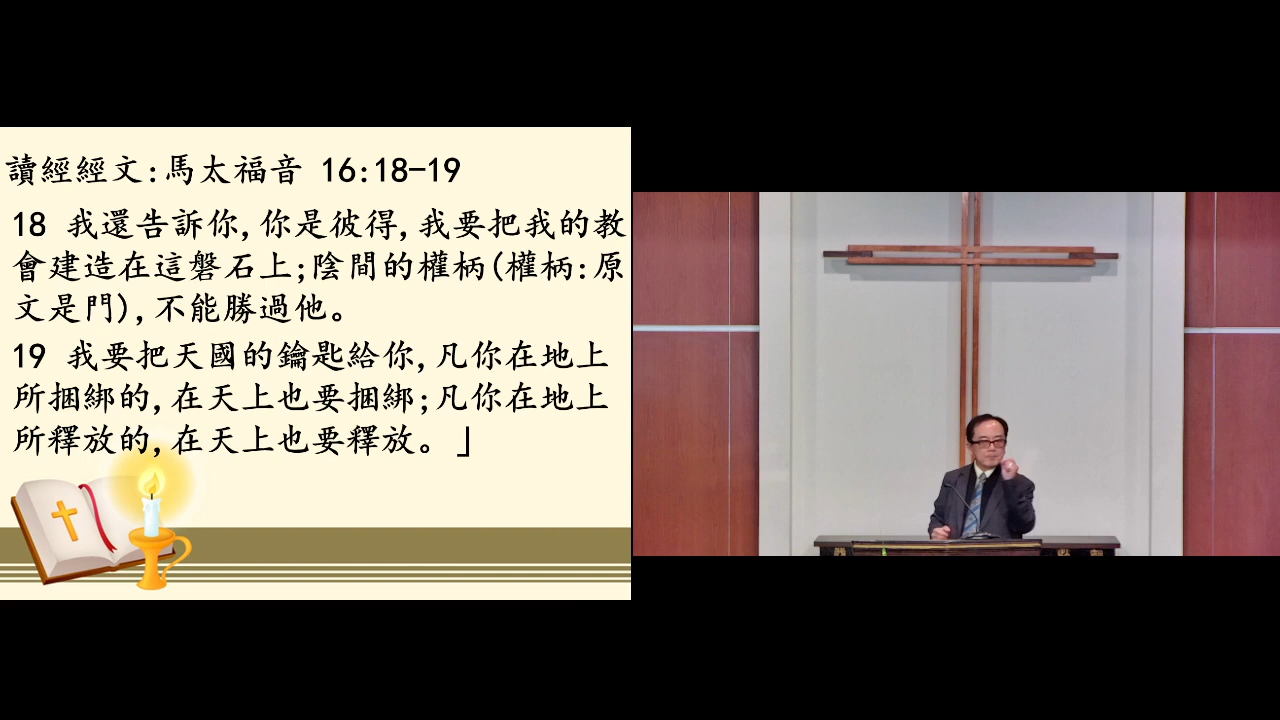 讀經經文:馬太福音 16:18-19
18 我還告訴你,你是彼得,我要把我的教
會建造在這磐石上;陰間的權柄(權柄:原
文是門),不能勝過他。
19 我要把天國的鑰匙給你,凡你在地上
所捆綁的,在天上也要捆綁;凡你在地上
所釋放的,在天上也要釋放。」